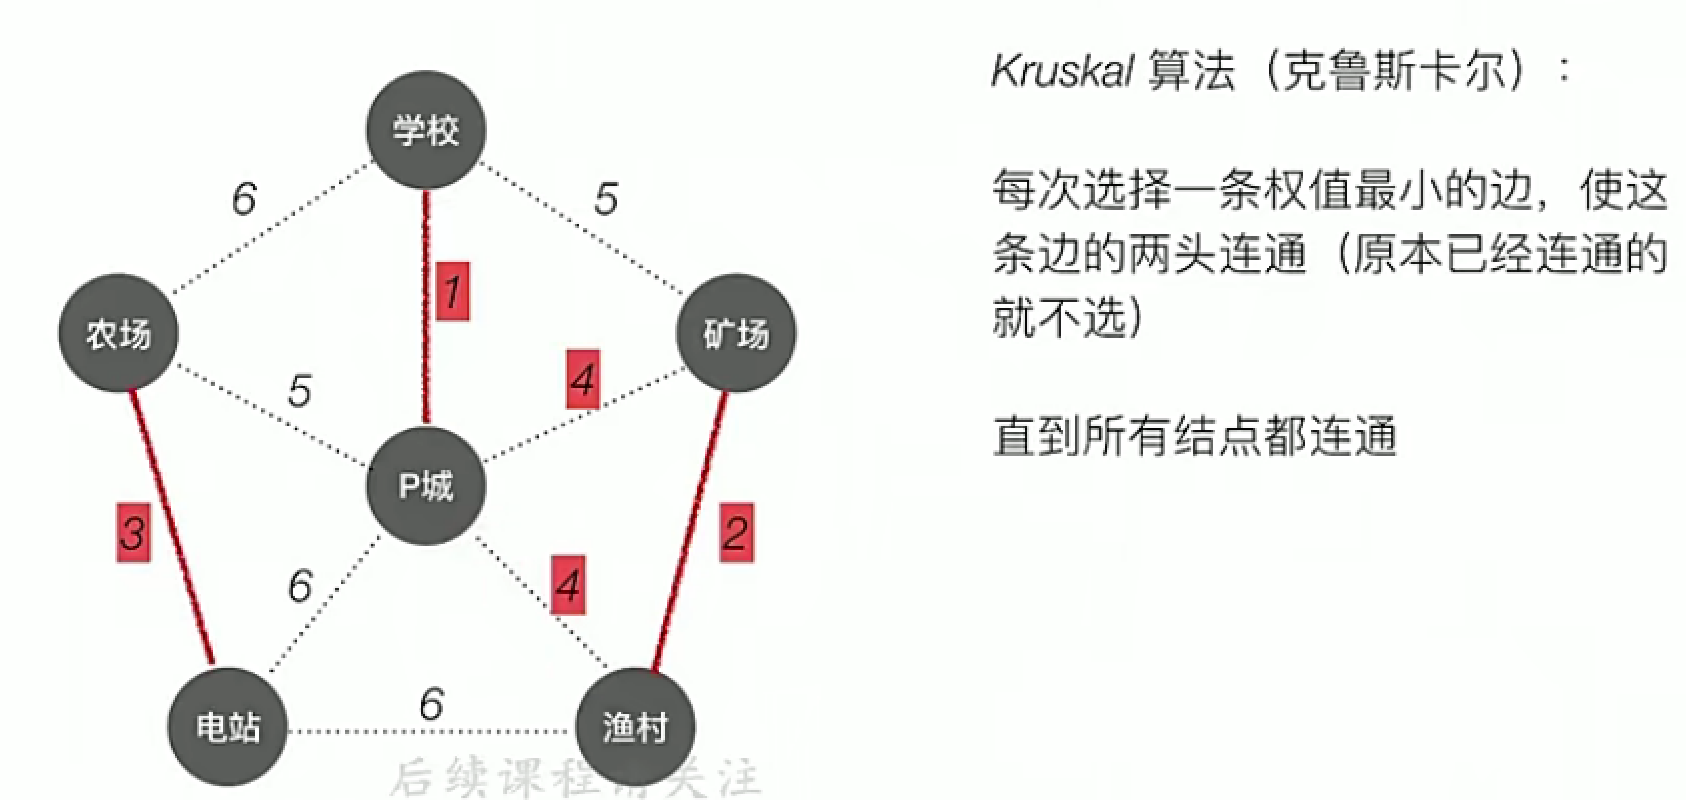 Kruskal 算法（克鲁斯卡尔）：
每次选择一条权值最小的边，使这
条边的两头连通（原本已经连通的
就不选）
直到所有结点都连通
学校
6
5
1
农场
矿场
5
4
P城
3
2
6
4
6
电站
渔村
后续课程请关注